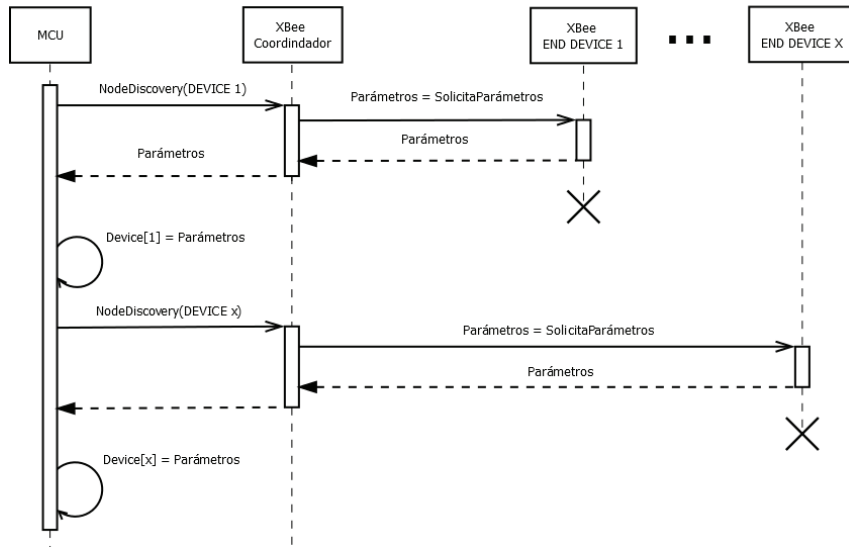 MCU
XBee
Coordindador
XBee
END DEVICE 1
...
XBee
END DEVICE X
NodeDiscovery(DEVICE 1)
Parámetros = SolicitaParámetros
Parámetros
Parámetros
Device[1] = Parámetros
NodeDiscovery(DEVICE x)
Parámetros = SolicitaParámetros
Parámetros
Device[x] = Parámetros